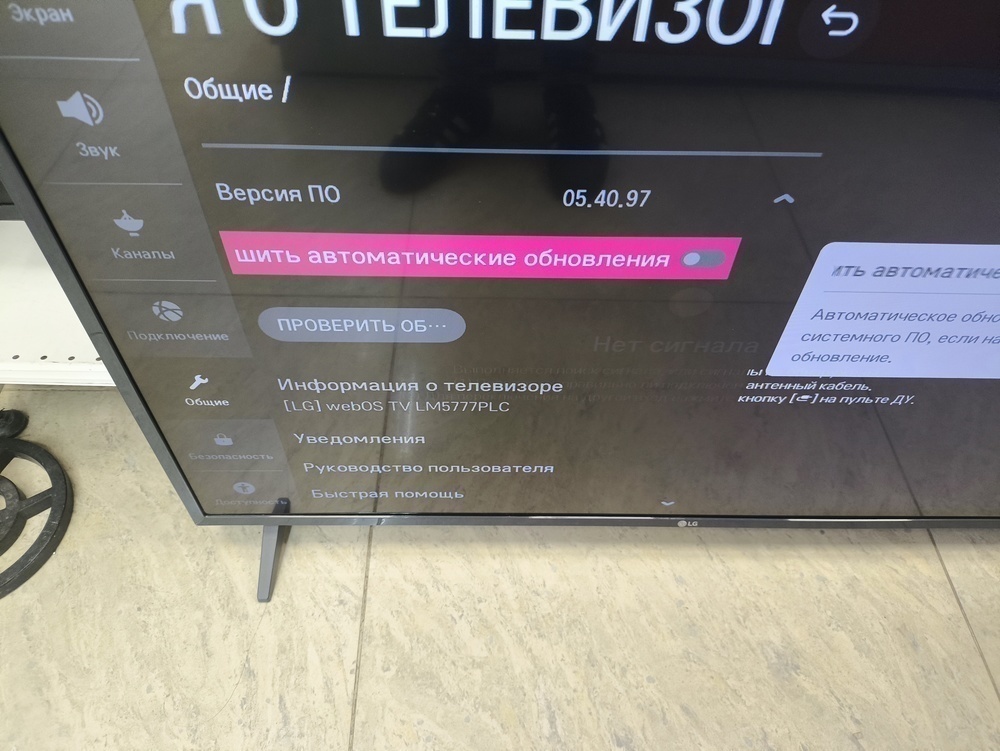 Экран
Я О ТЕЛЕВИЗОР
Общие /
Звук
Версия ПО 05.40.97
Каналы
шить автоматические обновления
ить автоматиче
Подключение
ПРОВЕРИТЬ ОБ...
Автоматическое обно
системного ПО, если на
обновление.
Нет сигнала
антенный кабель.
кнопку [ ] на пульте ДУ.
Информация о телевизоре
[LG] webOS TV LM5777PLC
Общие
Уведомления
Безопасность
Руководство пользователя
Доступность
Быстрая помощь
LG